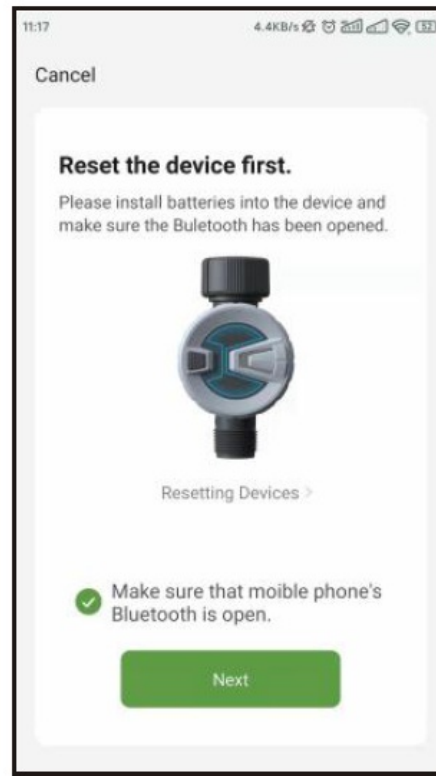 11:17 4.4KB/s 52
Cancel
Reset the device first.
Please install batteries into the device and
make sure the Buletooth has been opened.
Resetting Devices >
Make sure that moible phone's
Bluetooth is open.
Next